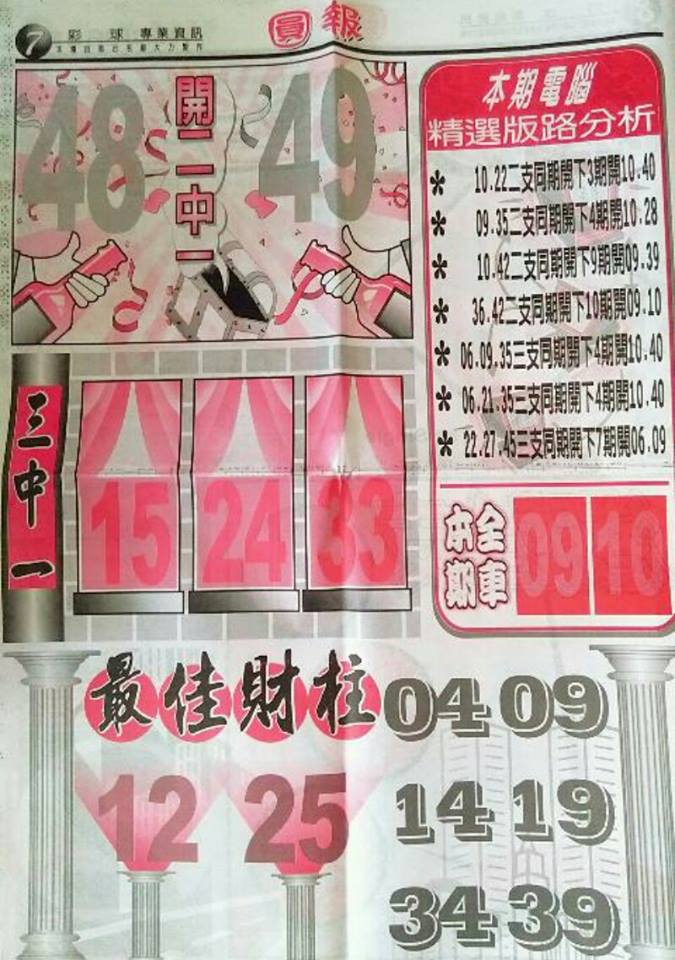 7 彩球專業資訊 員報
48 開二中一 49
本期電腦
精選版路分析
* 10.22二支同期開下3期開10.40
* 09.35二支同期開下4期開10.28
* 10.42二支同期開下9期開09.39
* 36.42二支同期開下10期開09.10
* 06.09.35三支同期開下4期開10.40
* 06.21.35三支同期開下4期開10.40
* 22.27.45三支同期開下7期開06.09
三中一
15 24 33
本期全車 09 10
最佳財柱 04 09
12 25 14 19
34 39